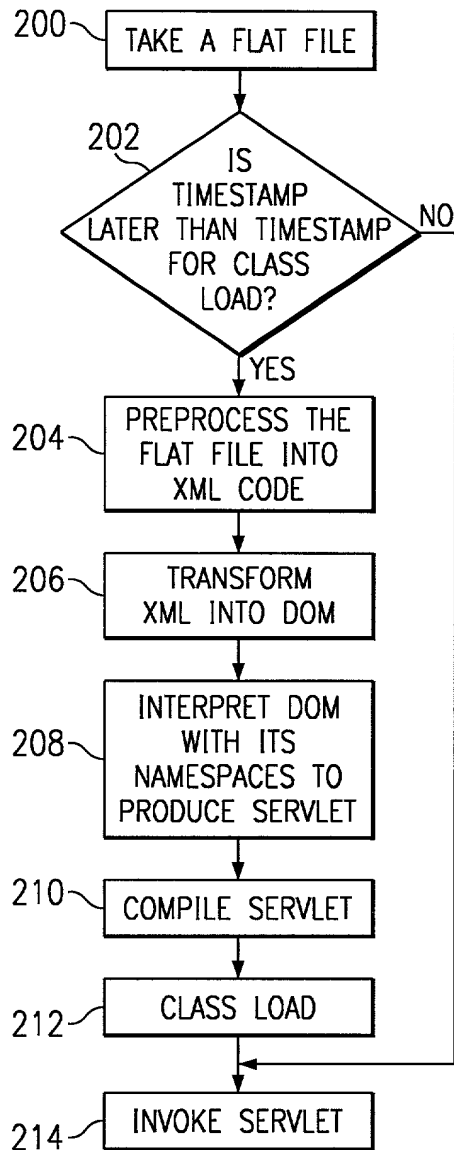 200
TAKE A FLAT FILE
202
IS
TIMESTAMP
LATER THAN TIMESTAMP
FOR CLASS
LOAD?
NO
YES
204
PREPROCESS THE
FLAT FILE INTO
XML CODE
206
TRANSFORM
XML INTO DOM
208
INTERPRET DOM
WITH ITS
NAMESPACES TO
PRODUCE SERVLET
210
COMPILE SERVLET
212
CLASS LOAD
214
INVOKE SERVLET